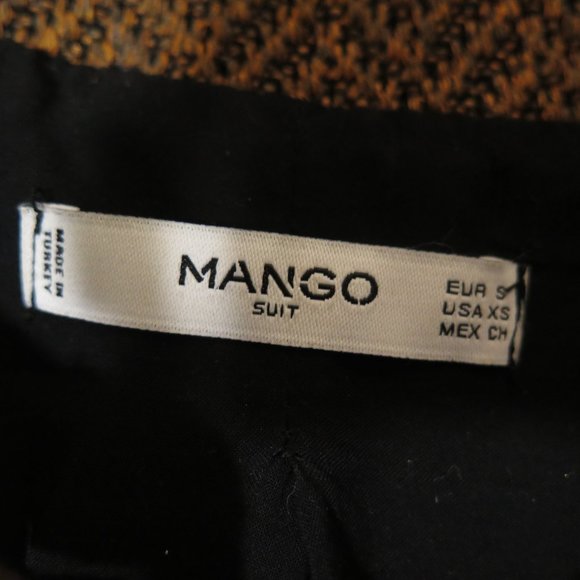 MADE IN
TURKEY
MANGO
SUIT
EUR S
USA XS
MEX CH